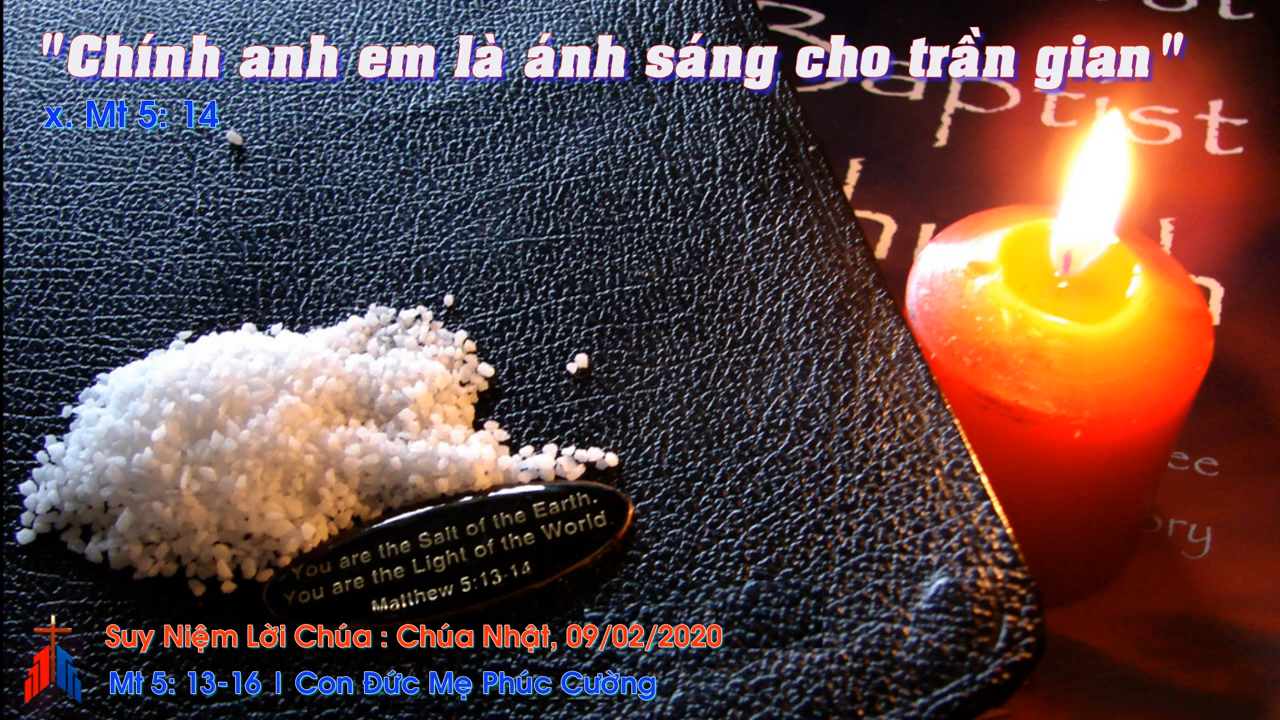 "Chính anh em là ánh sáng cho trần gian"
x. Mt 5: 14
Baptist
You are the Salt of the Earth.
You are the Light of the World.
Matthew 5:13-14
Suy Niệm Lời Chúa : Chúa Nhật, 09/02/2020
Mt 5: 13-16 | Con Đức Mẹ Phúc Cường